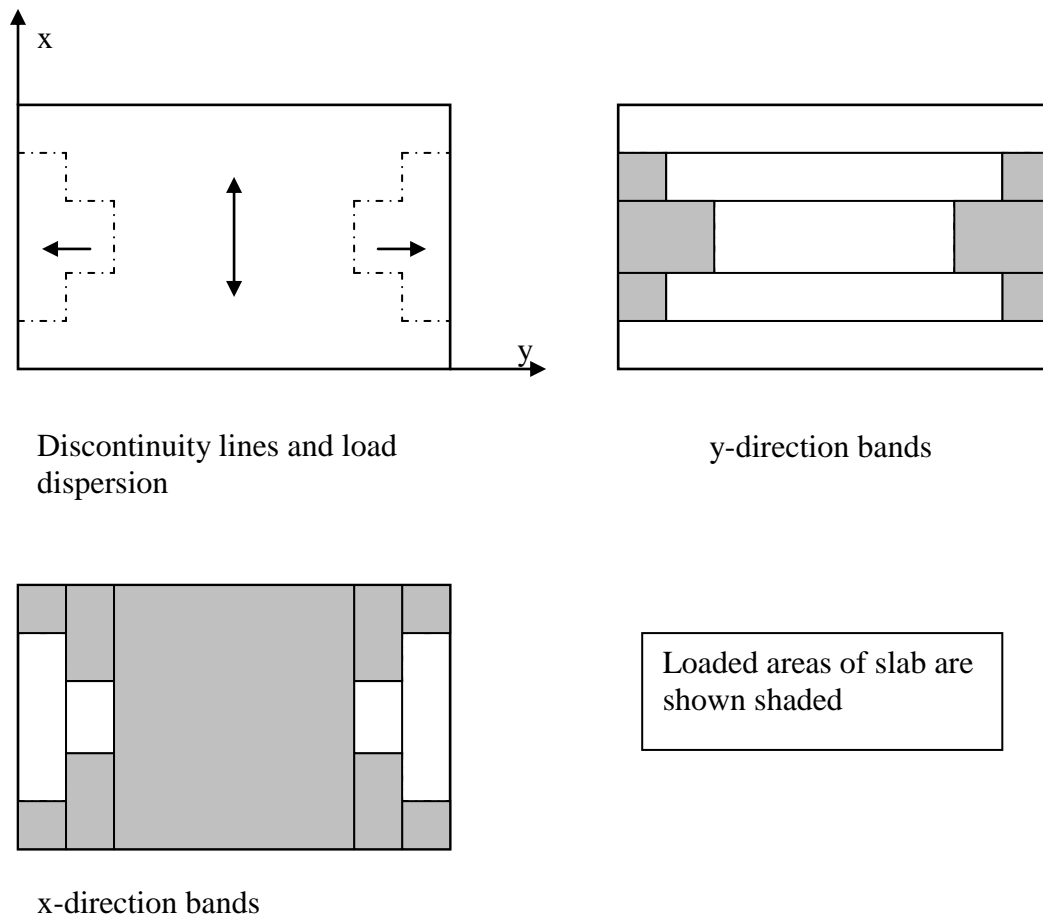 x
y
Discontinuity lines and load
dispersion
y-direction bands
Loaded areas of slab are
shown shaded
x-direction bands